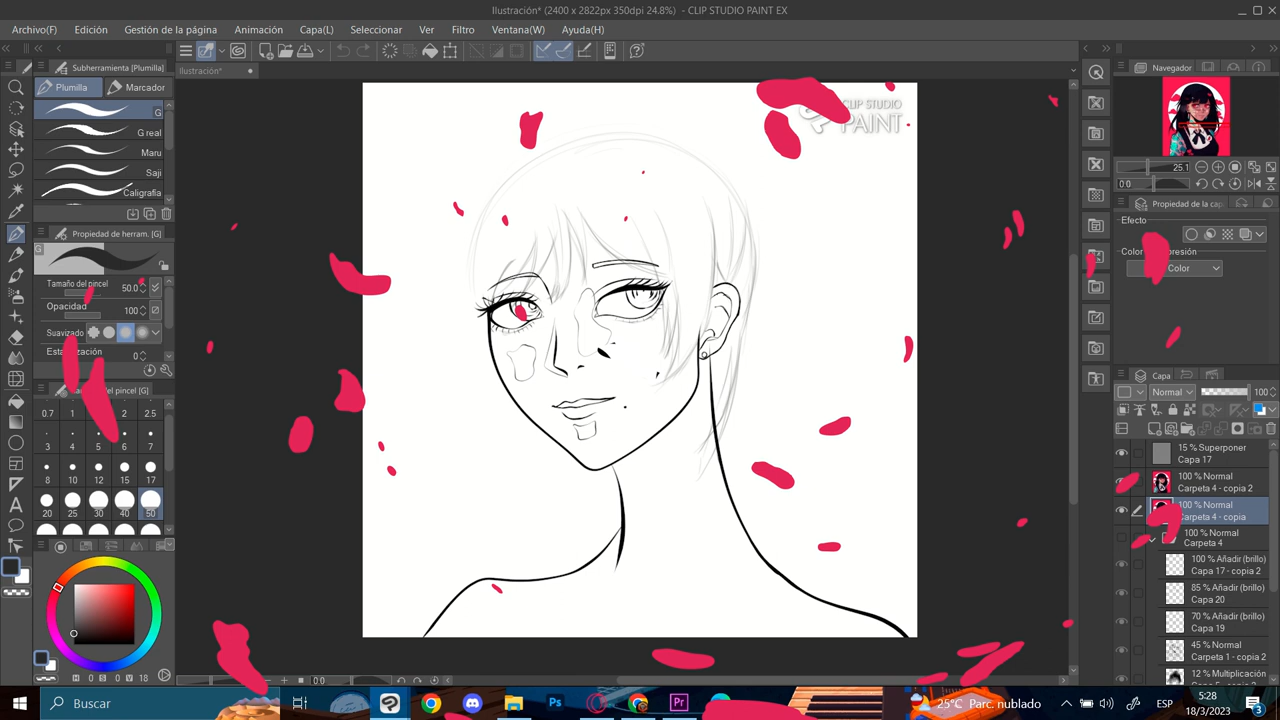 Ilustración* (2400 x 2822px 350dpi 24.8%) - CLIP STUDIO PAINT EX
Archivo(F) Edición Gestión de la página Animación Capa(L) Seleccionar Ver Filtro Ventana(W) Ayuda(H)
Subherramienta [Plumilla]
Ilustración*
Navegador
Plumilla Marcador
G
G real
Maru
Saji
Caligrafía
CLIP STUDIO
PAINT
25.1
0.0
Propiedad de la cap
Propiedad de herram. [G]
G
Efecto
Tamaño del pincel 50.0
Opacidad 100
Suavizado
Estabilización 0
Color
del pincel [G]
0.7 1 2 2.5
3 4 5 6 7
8 10 12 15 17
20 25 30 40 50
Capa
Normal 100
15 % Superponer
Capa 17
100 % Normal
Carpeta 4 - copia 2
100 % Normal
Carpeta 4 - copia
100 % Normal
Carpeta 4
100 % Añadir (brillo)
Capa 17 - copia 2
85 % Añadir (brillo)
Capa 20
70 % Añadir (brillo)
Capa 19
45 % Normal
Carpeta 1 - copia 2
12 % Multiplicación
H 0 S 0 V 18
0.0
Buscar
25°C Parc. nublado
ESP
5:28
18/3/2023
3